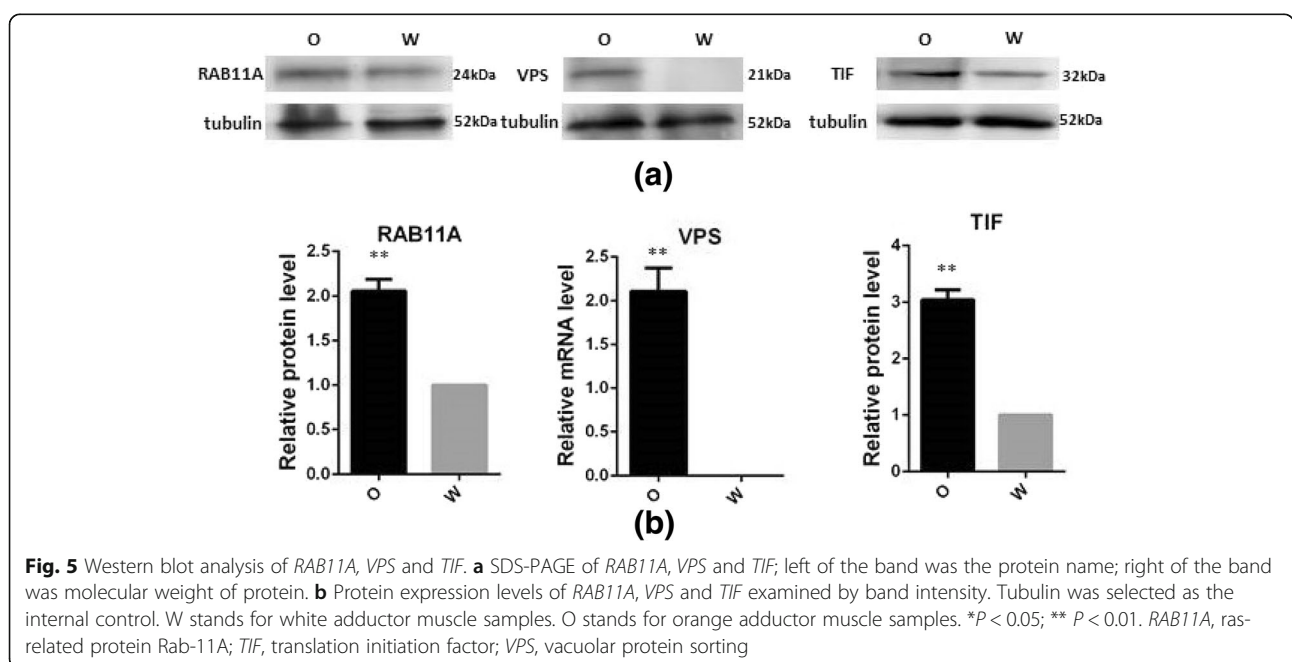 O W O W O W
RAB11A 24kDa VPS 21kDa TIF 32kDa
tubulin 52kDa tubulin 52kDa tubulin 52kDa
(a)
RAB11A VPS TIF
Relative protein level
2.5
2.0
1.5
1.0
0.5
0.0
**
O W
Relative mRNA level
2.5
2.0
1.5
1.0
0.5
0.0
**
O W
Relative protein level
4
3
2
1
0
**
O W
(b)
Fig. 5 Western blot analysis of RAB11A, VPS and TIF. a SDS-PAGE of RAB11A, VPS and TIF; left of the band was the protein name; right of the band
was molecular weight of protein. b Protein expression levels of RAB11A, VPS and TIF examined by band intensity. Tubulin was selected as the
internal control. W stands for white adductor muscle samples. O stands for orange adductor muscle samples. *P < 0.05; ** P < 0.01. RAB11A, ras-
related protein Rab-11A; TIF, translation initiation factor; VPS, vacuolar protein sorting